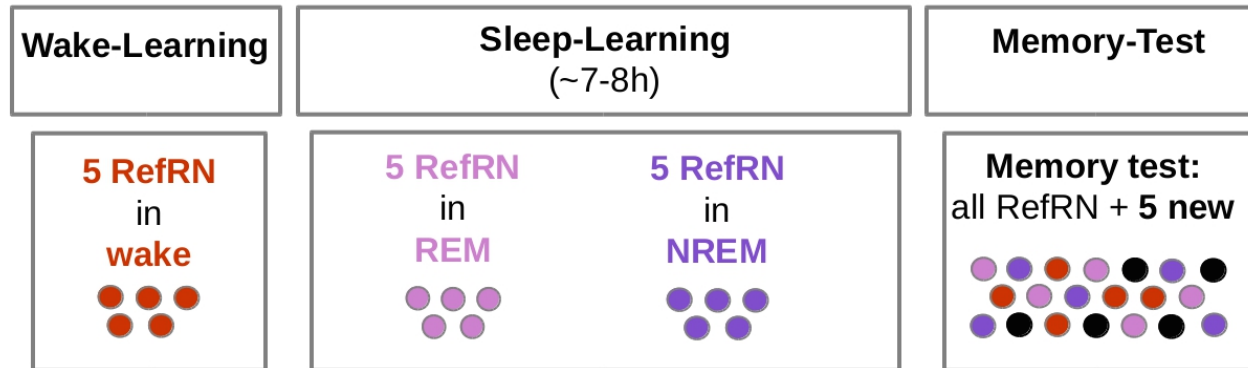 Wake-Learning
Sleep-Learning
(~7-8h)
Memory-Test
5 RefRN
in
wake
5 RefRN
in
REM
5 RefRN
in
NREM
Memory test:
all RefRN + 5 new